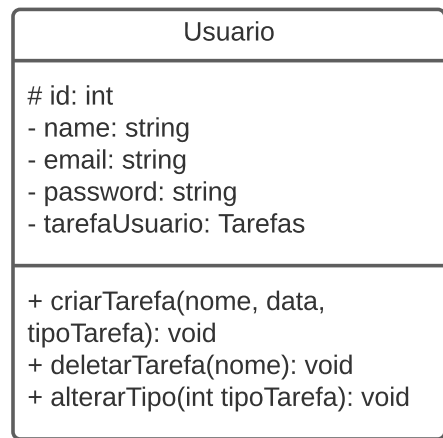 Usuario
# id: int
- name: string
- email: string
- password: string
- tarefaUsuario: Tarefas
+ criarTarefa(nome, data,
tipoTarefa): void
+ deletarTarefa(nome): void
+ alterarTipo(int tipoTarefa): void